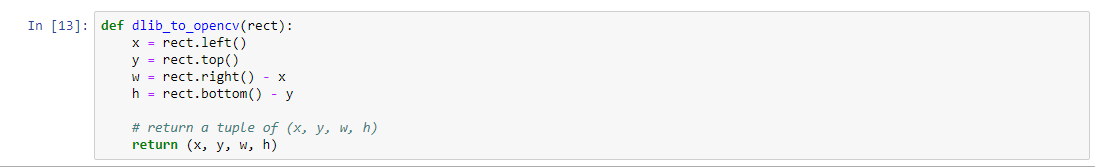 In [13]: def dlib_to_opencv(rect):
    x = rect.left()
    y = rect.top()
    w = rect.right() - x
    h = rect.bottom() - y

    # return a tuple of (x, y, w, h)
    return (x, y, w, h)